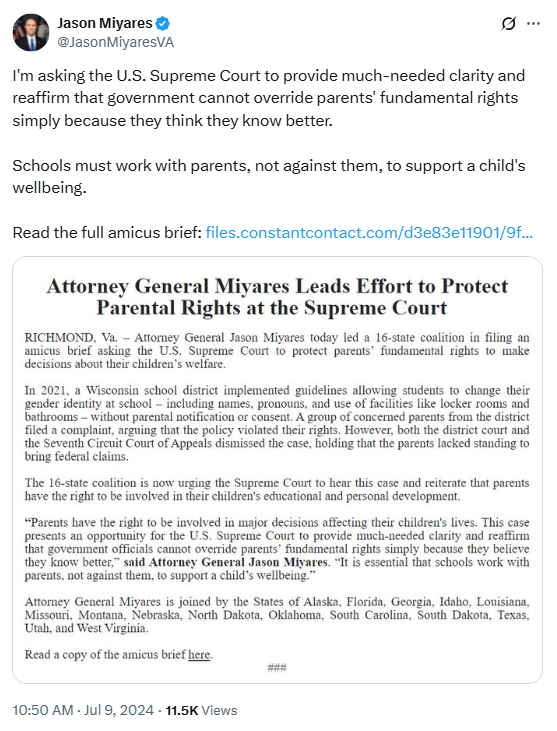 Jason Miyares
@JasonMiyaresVA
I'm asking the U.S. Supreme Court to provide much-needed clarity and
reaffirm that government cannot override parents' fundamental rights
simply because they think they know better.
Schools must work with parents, not against them, to support a child's
wellbeing.
Read the full amicus brief: files.constantcontact.com/d3e83e11901/9f...
Attorney General Miyares Leads Effort to Protect
Parental Rights at the Supreme Court
RICHMOND, Va. – Attorney General Jason Miyares today led a 16-state coalition in filing an
amicus brief asking the U.S. Supreme Court to protect parents’ fundamental rights to make
decisions about their children’s welfare.
In 2021, a Wisconsin school district implemented guidelines allowing students to change their
gender identity at school – including names, pronouns, and use of facilities like locker rooms and
bathrooms – without parental notification or consent. A group of concerned parents from the district
filed a complaint, arguing that the policy violated their rights. However, both the district court and
the Seventh Circuit Court of Appeals dismissed the case, holding that the parents lacked standing to
bring federal claims.
The 16-state coalition is now urging the Supreme Court to hear this case and reiterate that parents
have the right to be involved in their children's educational and personal development.
“Parents have the right to be involved in major decisions affecting their children's lives. This case
presents an opportunity for the U.S. Supreme Court to provide much-needed clarity and reaffirm
that government officials cannot override parents’ fundamental rights simply because they believe
they know better,” said Attorney General Jason Miyares. “It is essential that schools work with
parents, not against them, to support a child’s wellbeing.”
Attorney General Miyares is joined by the States of Alaska, Florida, Georgia, Idaho, Louisiana,
Missouri, Montana, Nebraska, North Dakota, Oklahoma, South Carolina, South Dakota, Texas,
Utah, and West Virginia.
Read a copy of the amicus brief here.
###
10:50 AM · Jul 9, 2024 · 11.5K Views